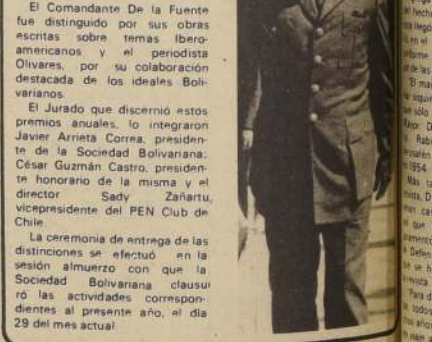 El Comandante De la Fuente
fue distinguido por sus obras
escritas sobre temas Ibero-
americanos y el periodista
Olivares, por su colaboración
destacada de los ideales Boli-
varianos.
El Jurado que discernió estos
premios anuales, lo integraron
Javier Arrieta Correa, presiden-
te de la Sociedad Bolivariana;
César Guzmán Castro, presiden-
te honorario de la misma y el
director Sady Zañartu,
vicepresidente del PEN Club de
Chile.
La ceremonia de entrega de las
distinciones se efectuó en la
sesión almuerzo con que la
Sociedad Bolivariana clausu
ró las actividades correspon-
dientes al presente año, el día
29 del mes actual.